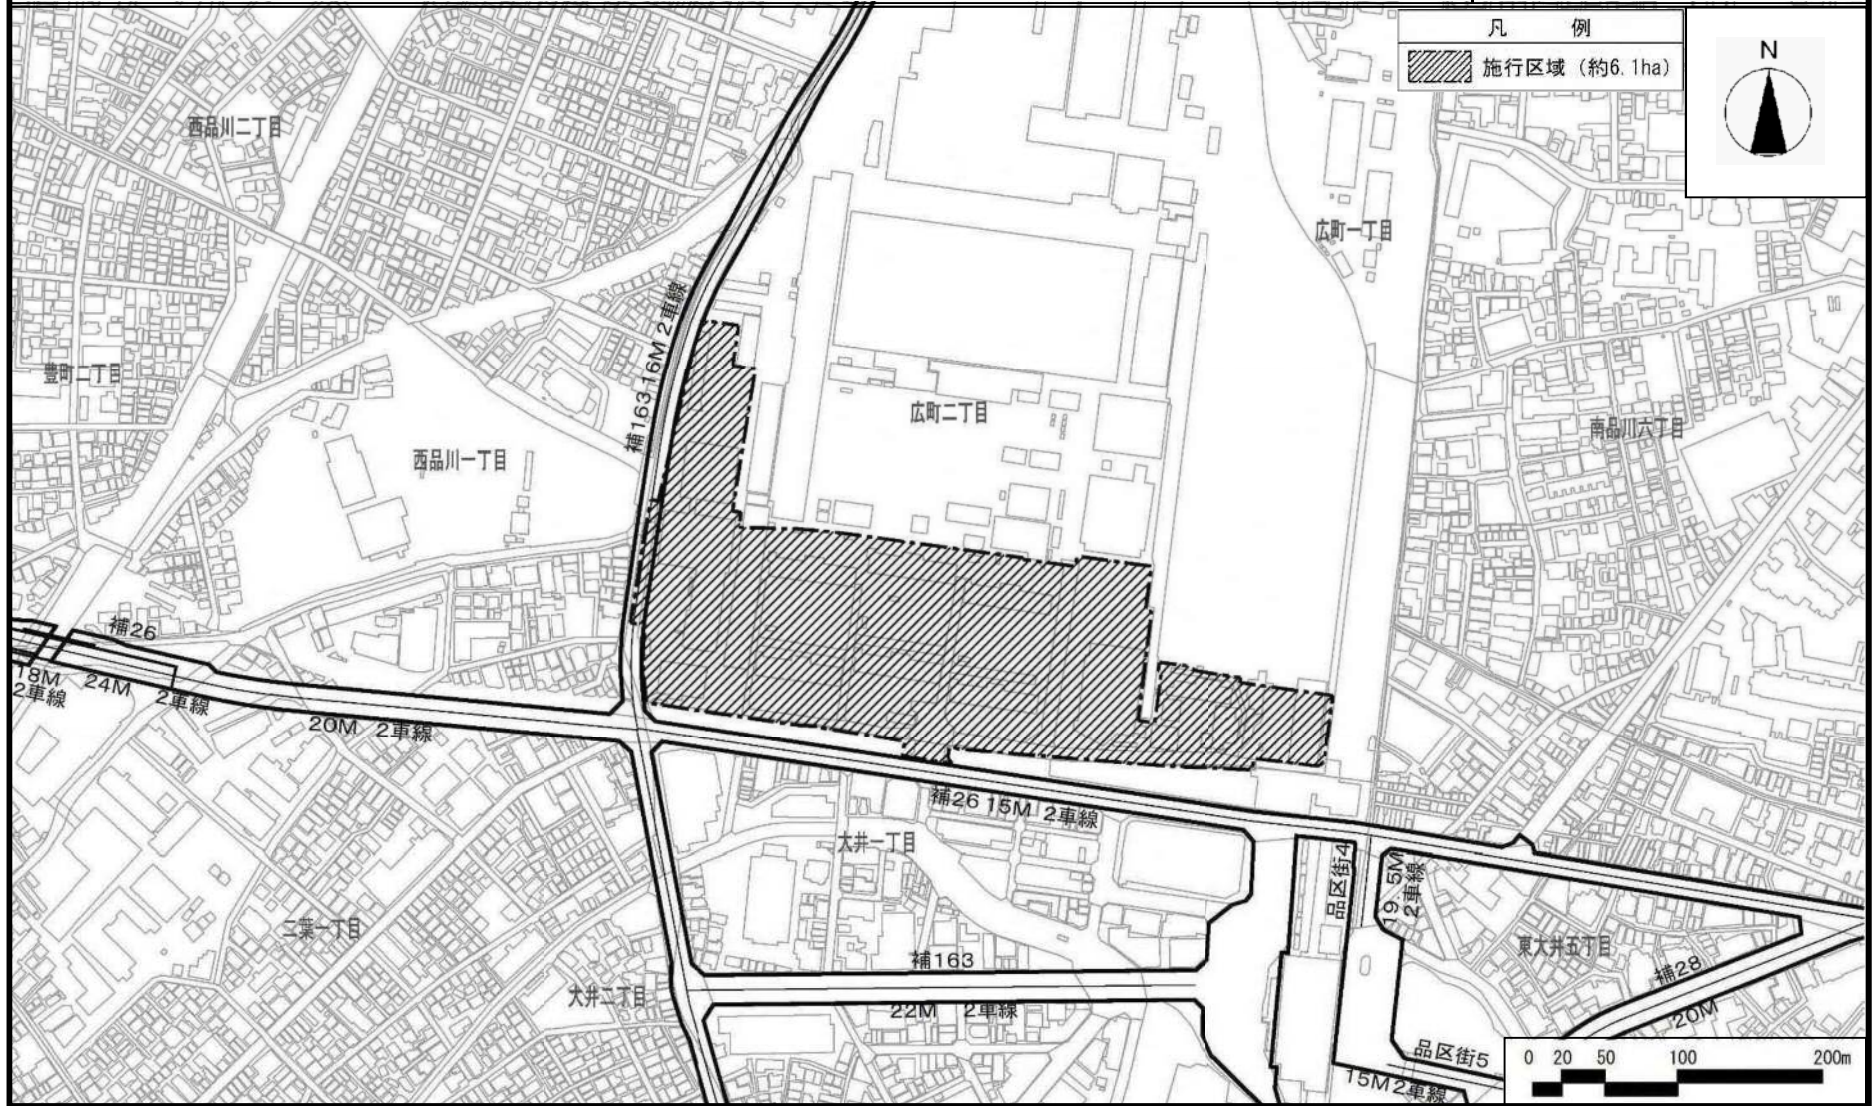 凡 例
施行区域（約6.1ha）
N
西品川二丁目
広町一丁目
補163 16M 2車線
豊町二丁目
広町二丁目
南品川六丁目
西品川一丁目
補26
18M
2車線
24M 2車線
20M 2車線
補26 15M 2車線
大井一丁目
品区街4
19.5M
2車線
二葉一丁目
東大井五丁目
補163
補28
大井二丁目
22M 2車線
20M
品区街5
15M 2車線
0 20 50 100 200m